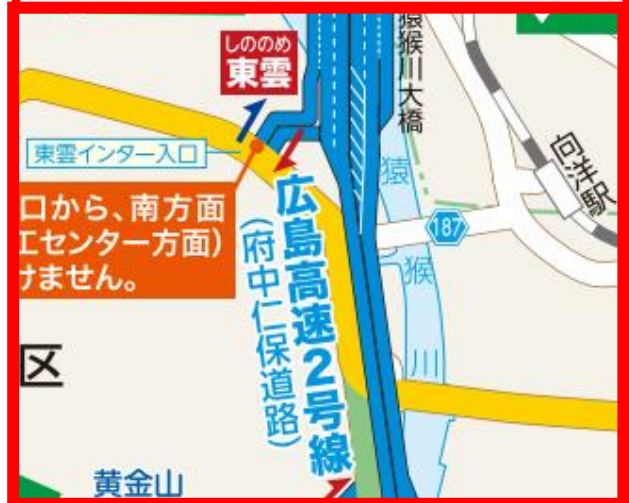 しののめ
東雲
猿猴川大橋
向洋駅
東雲インター入口
口から、南方面
エセンター方面)
けません。
187
広島高速2号線
(府中仁保道路)
猿猴川
区
黄金山